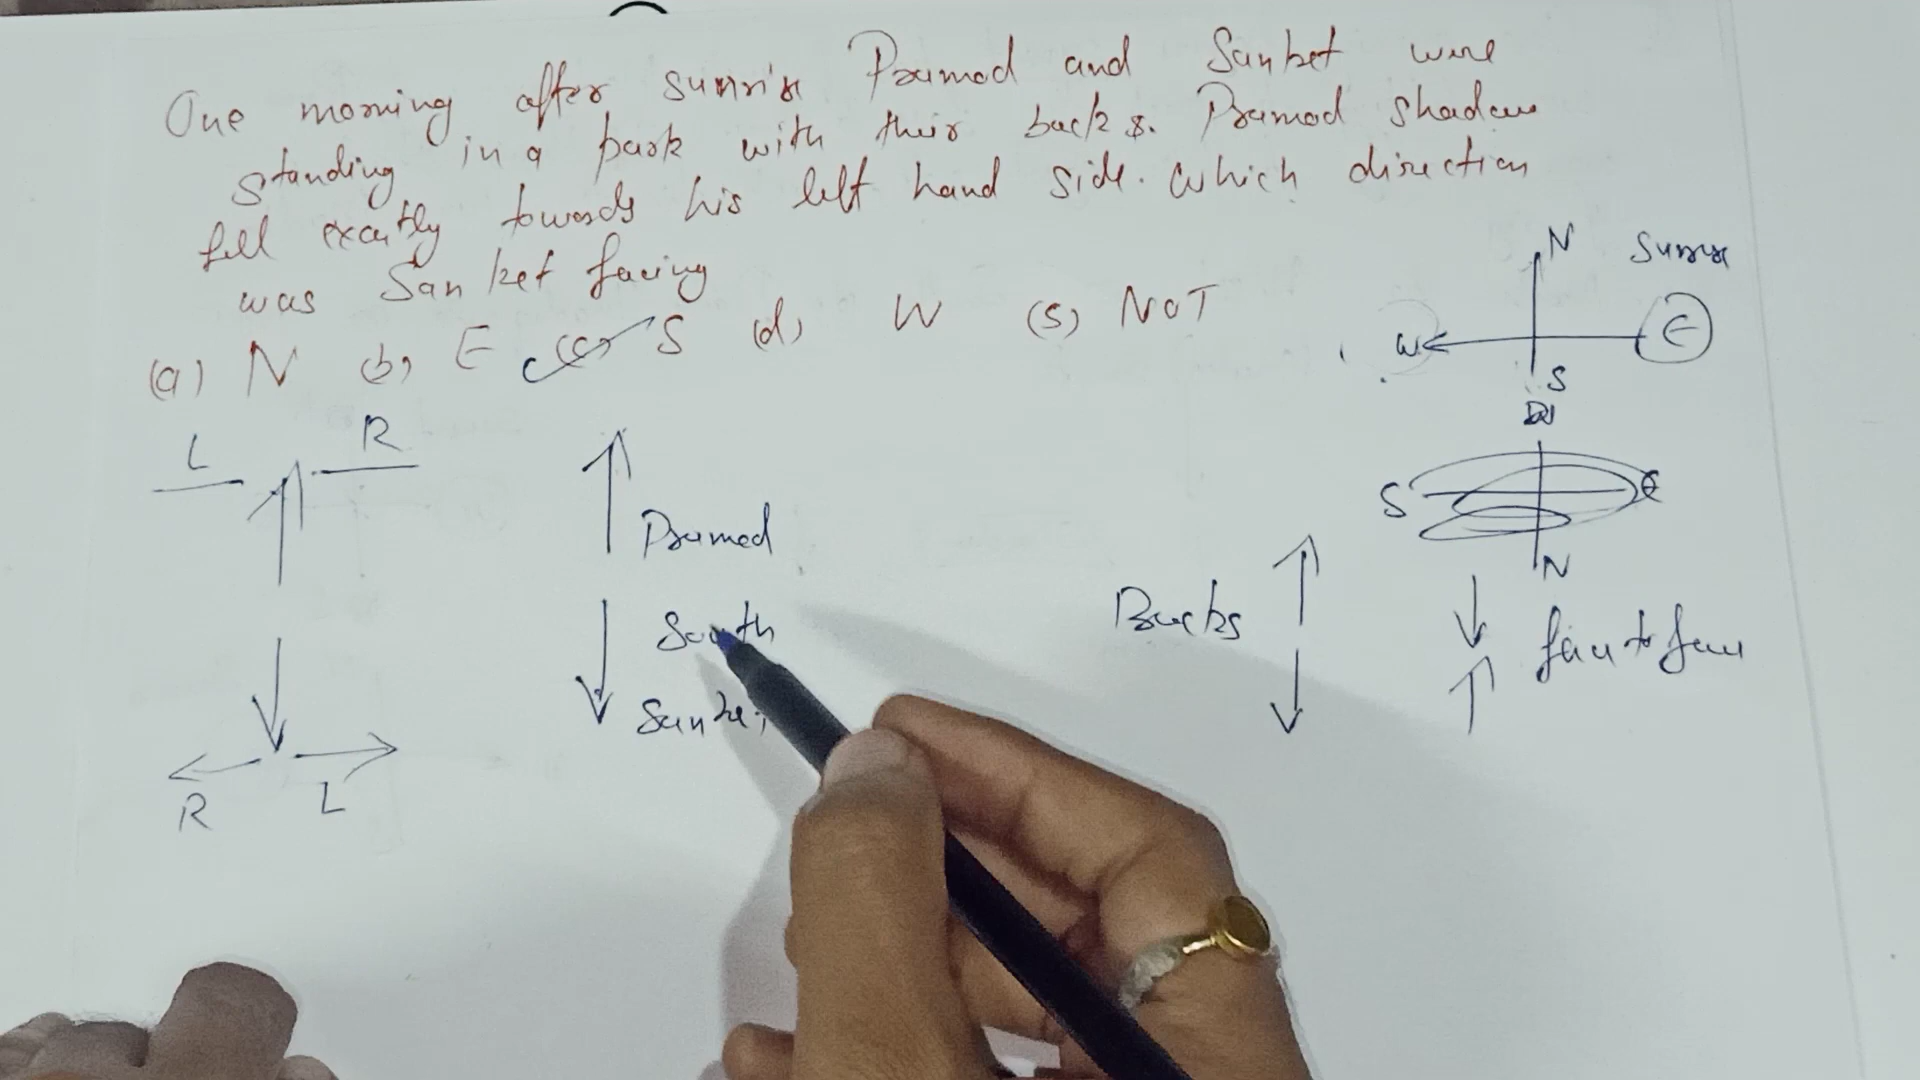 One morning after sunrise Pramod and Sanket were
standing in a park with their backs. Pramod shadow
fell exactly towards his left hand side. Which direction
was Sanket facing
(a) N (b) E (c) S (d) W (5) NOT
N Sunrise
W E
S
L R
S E
N
Pramod
South
Sanke
Backs
face to face
R L